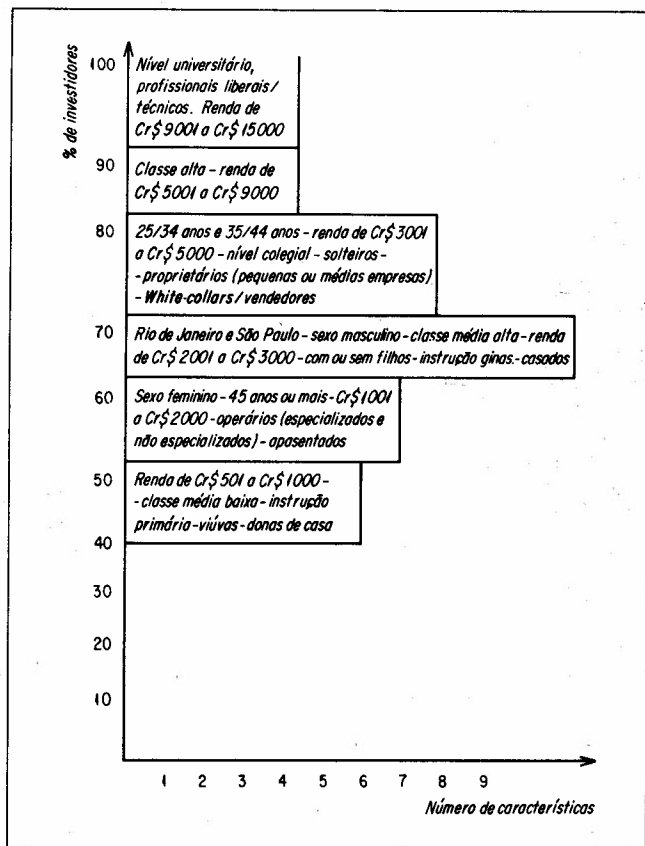 % de investidores
100
Nível universitário,
profissionais liberais/
técnicos. Renda de
Cr$ 9001 a Cr$ 15000
90
Classe alta - renda de
Cr$ 5001 a Cr$ 9000
80
25/34 anos e 35/44 anos - renda de Cr$ 3001
a Cr$ 5000 - nível colegial - solteiros -
- proprietários (pequenas ou médias empresas)
- White-collars / vendedores
70
Rio de Janeiro e São Paulo - sexo masculino - classe média alta - renda
de Cr$ 2001 a Cr$ 3000 - com ou sem filhos - instrução ginas. - casados
60
Sexo feminino - 45 anos ou mais - Cr$ 1001
a Cr$ 2000 - operários (especializados e
não especializados) - aposentados
50
Renda de Cr$ 501 a Cr$ 1000 -
- classe média baixa - instrução
primária - viúvas - donas de casa
40
30
20
10
1 2 3 4 5 6 7 8 9
Número de características